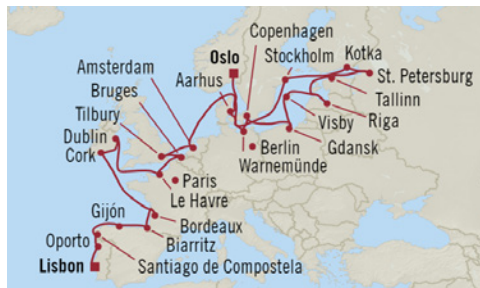 Copenhagen
Oslo
Stockholm
Kotka
Amsterdam
Aarhus
St. Petersburg
Bruges
Tallinn
Tilbury
Visby
Riga
Dublin
Berlin
Gdansk
Cork
Warnemünde
Paris
Le Havre
Gijón
Bordeaux
Oporto
Biarritz
Lisbon
Santiago de Compostela